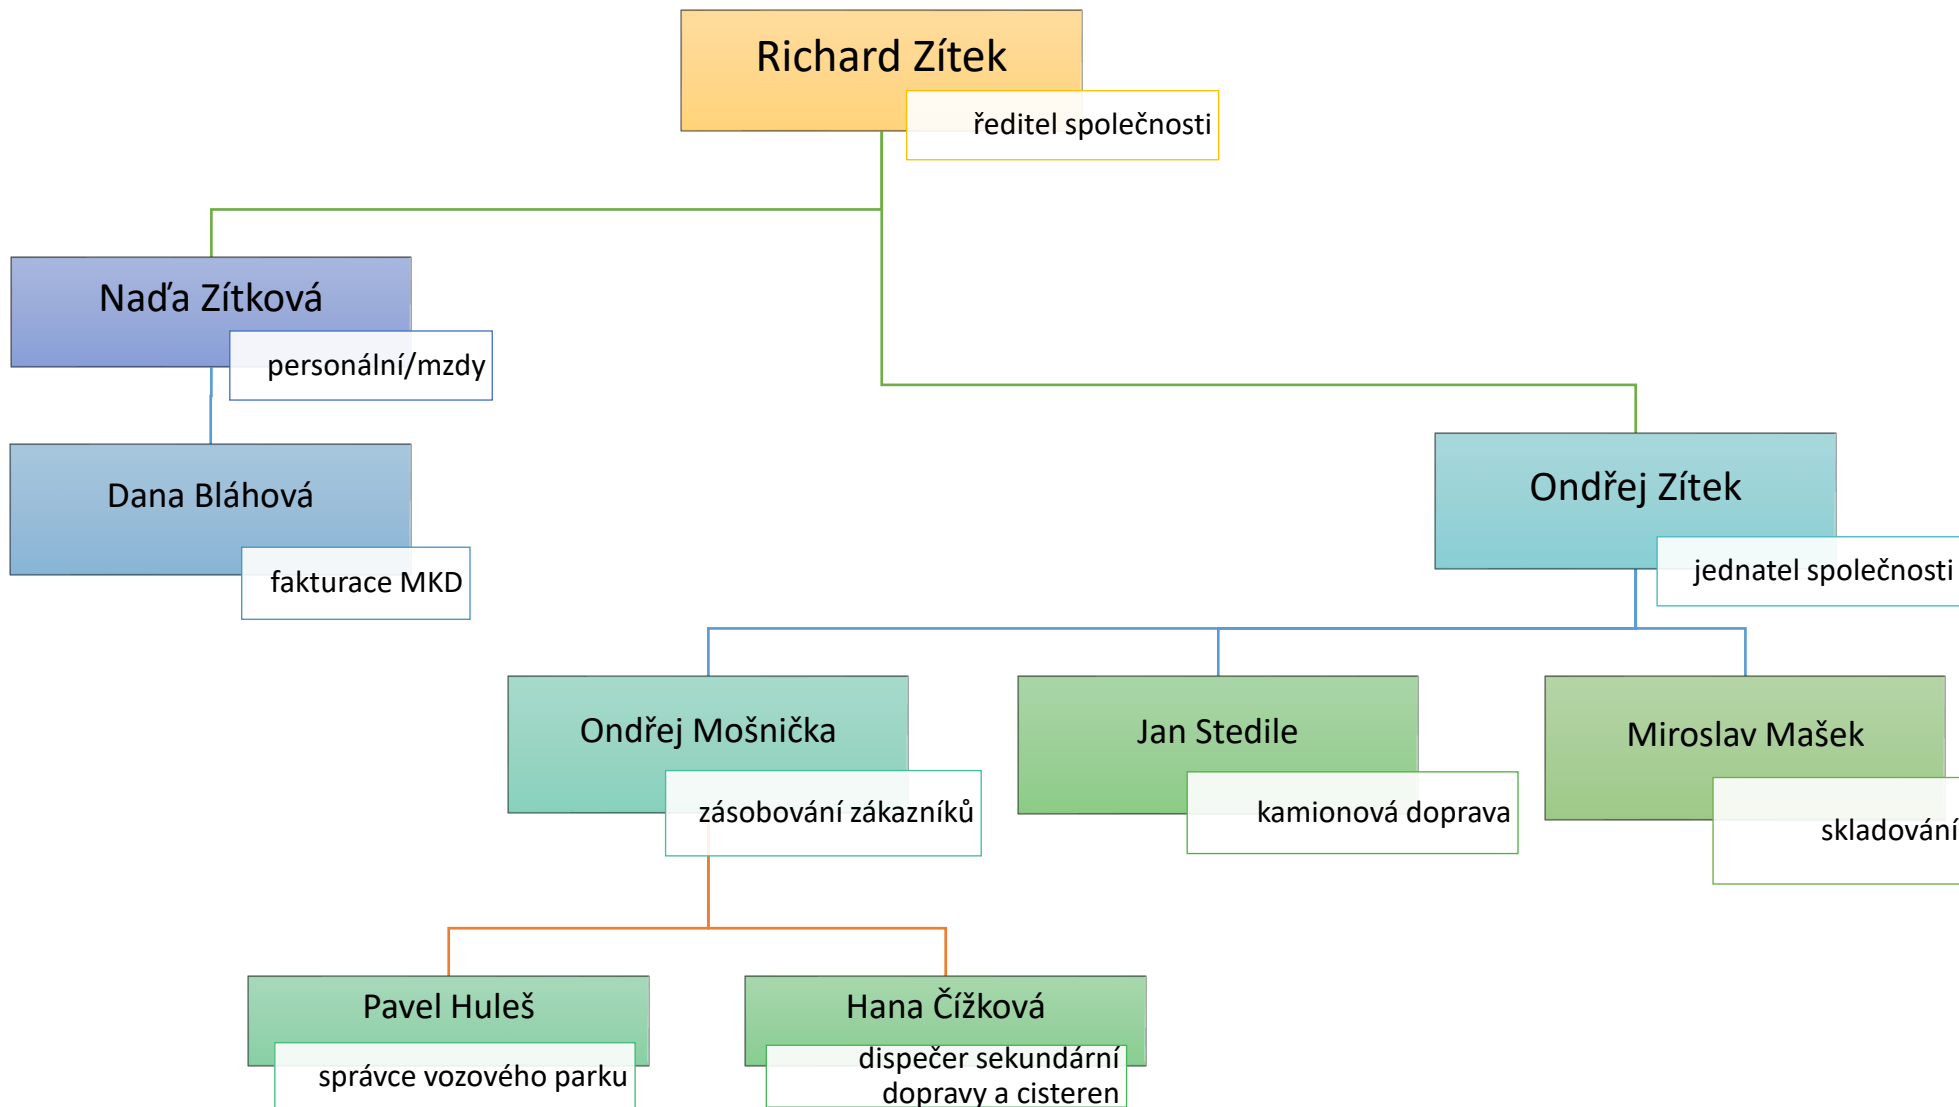 Richard Zítek
ředitel společnosti
Naďa Zítková
personální/mzdy
Dana Bláhová
fakturace MKD
Ondřej Zítek
jednatel společnosti
Ondřej Mošnička
zásobování zákazníků
Jan Stedile
kamionová doprava
Miroslav Mašek
skladování
Pavel Huleš
správce vozového parku
Hana Čížková
dispečer sekundární
dopravy a cisteren